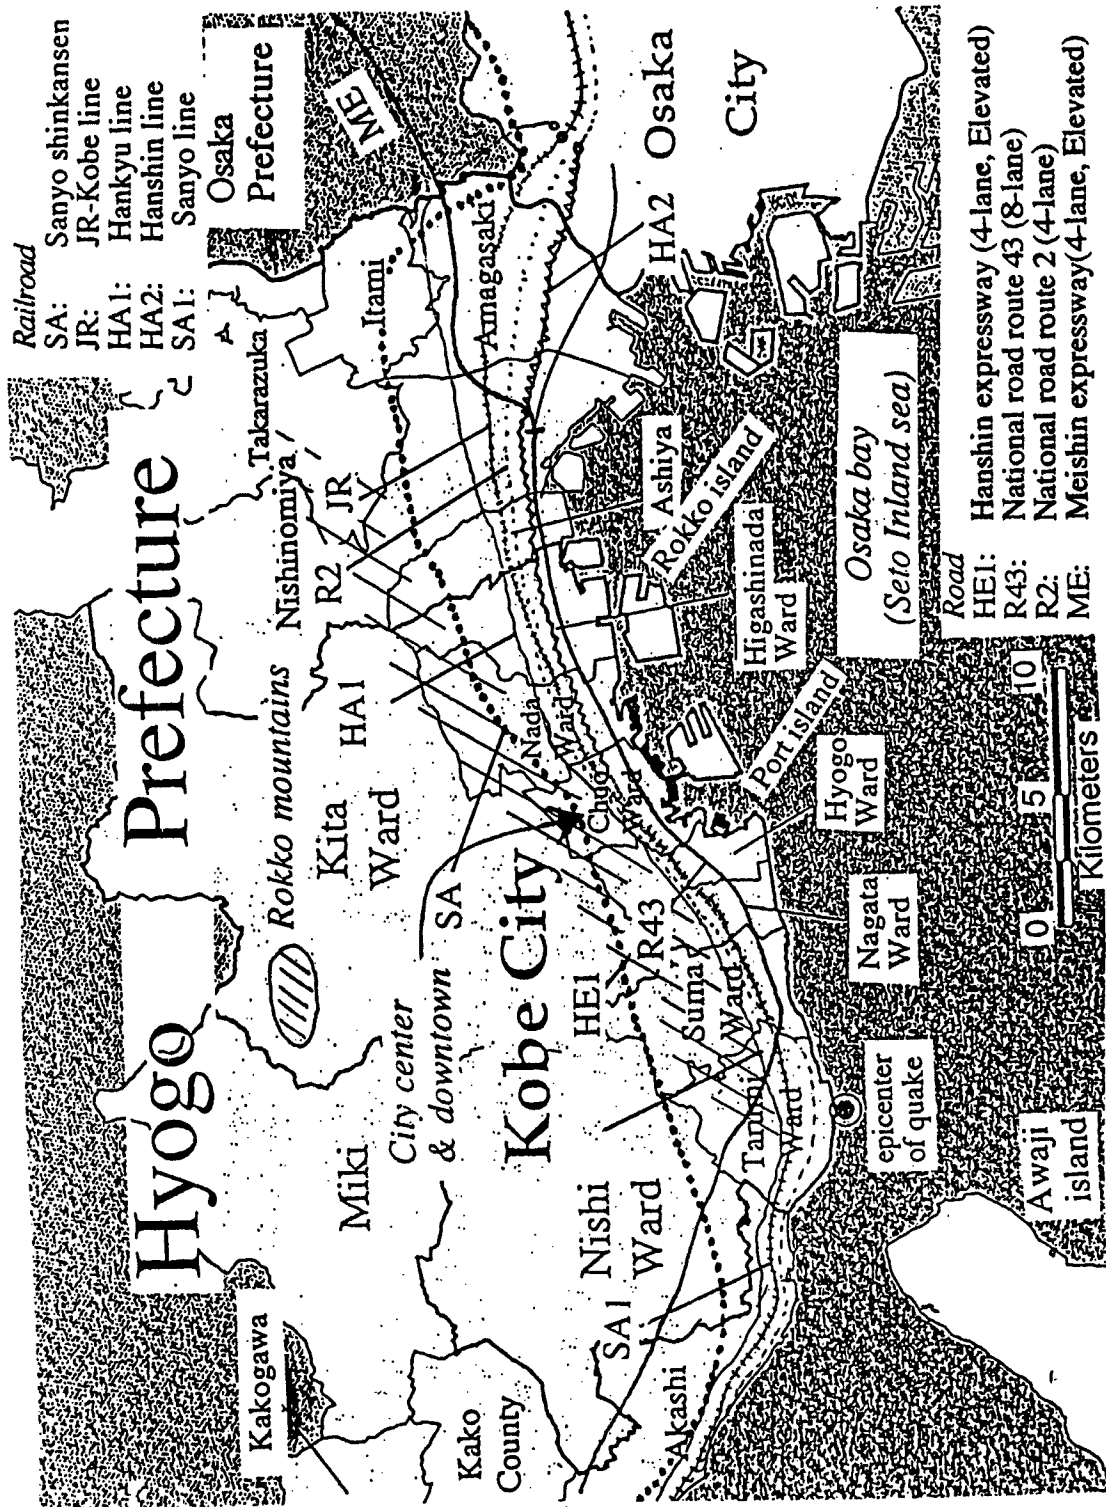 Hyogo Prefecture
Railroad
SA: Sanyo shinkansen
JR: JR-Kobe line
HA1: Hankyu line
HA2: Hanshin line
SA1: Sanyo line
Osaka
Prefecture
ME
Kakogawa
Takarazuka
Nishinomiya
Itami
Rokko mountains
R2
JR
Miki
Kita
Ward
HA1
Amagasaki
City center
& downtown
SA
Kako
County
Kobe City
Nada
Ward
Osaka
City
HA2
Nishi
Ward
HE1
R43
Chuo
Ward
SA1
Suma
Ward
Ashiya
Rokko island
Akashi
Tarumi
Ward
Higashinada
Ward
Port island
Hyogo
Ward
Nagata
Ward
Osaka bay
(Seto Inland sea)
epicenter
of quake
Awaji
island
0 5 10
Kilometers
Road
HE1: Hanshin expressway (4-lane, Elevated)
R43: National road route 43 (8-lane)
R2: National road route 2 (4-lane)
ME: Meishin expressway(4-lane, Elevated)